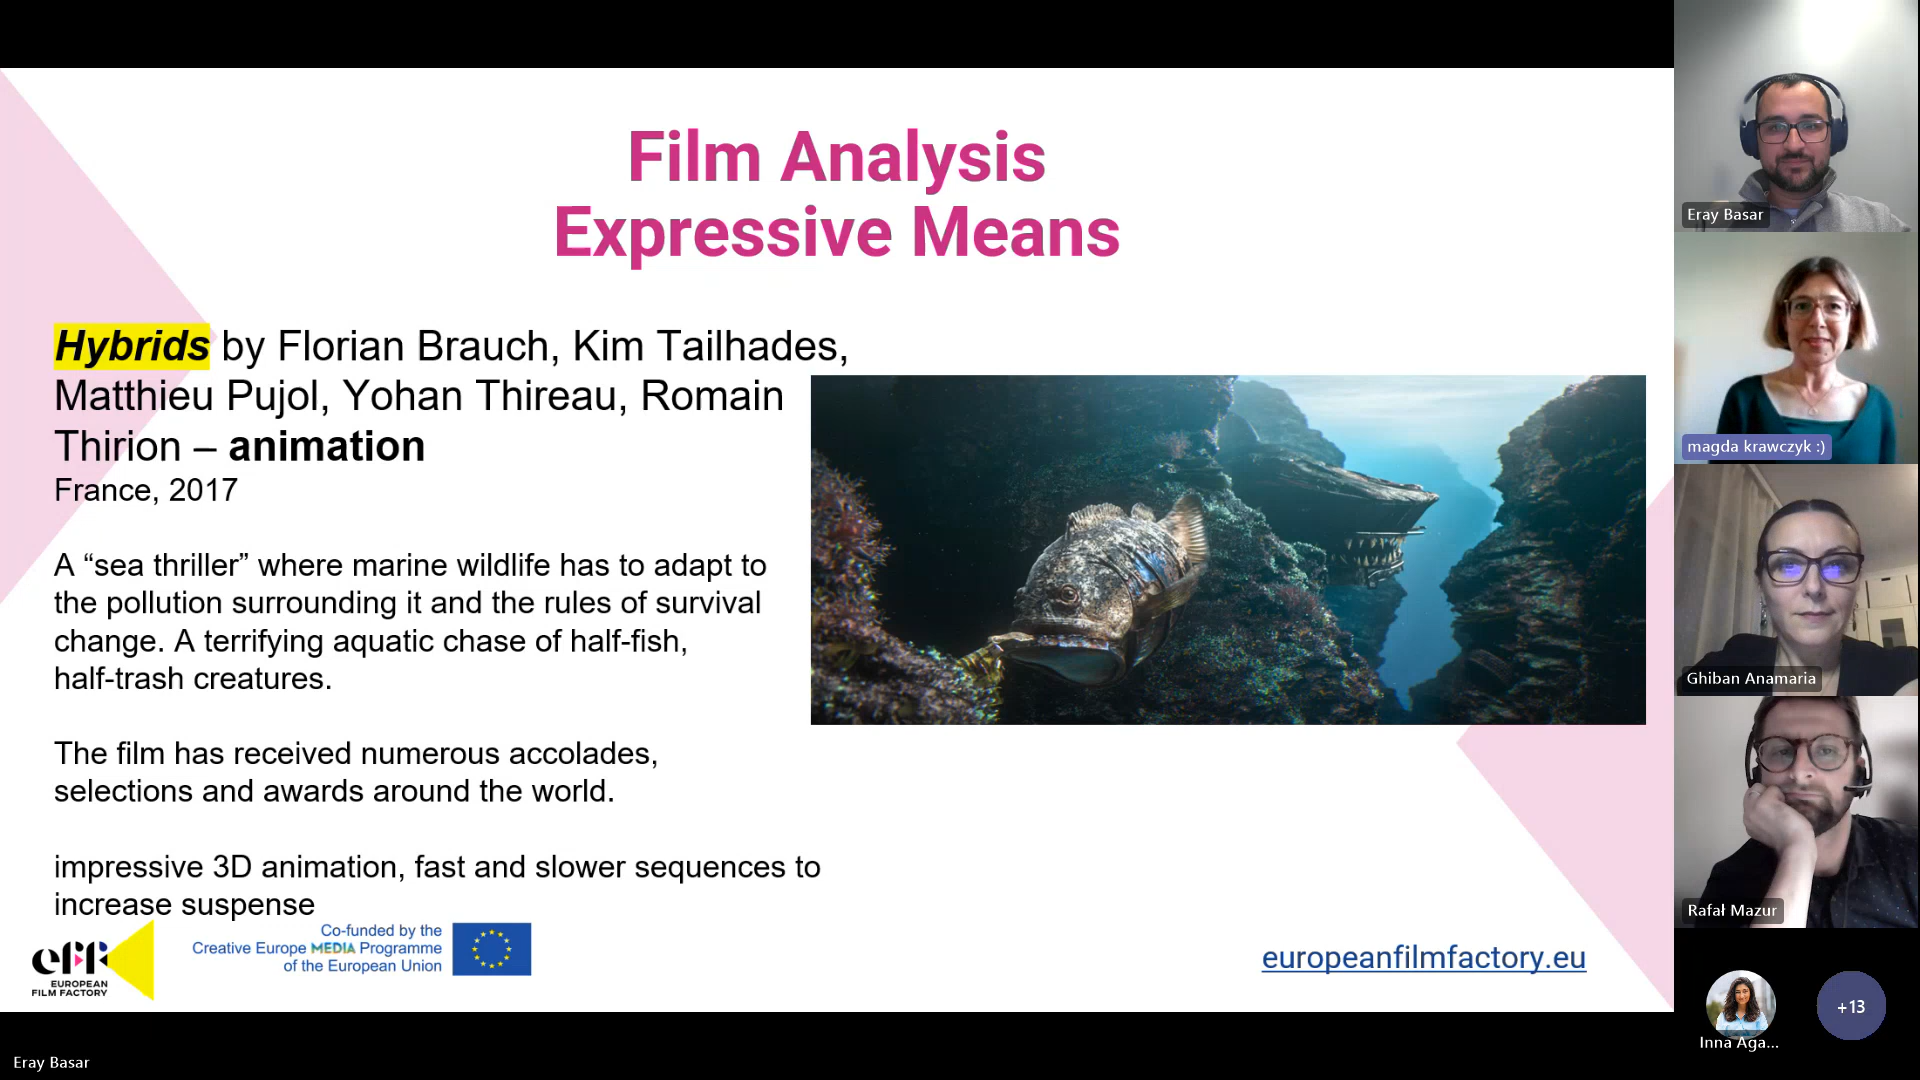 Film Analysis
Expressive Means
Hybrids by Florian Brauch, Kim Tailhades,
Matthieu Pujol, Yohan Thireau, Romain
Thirion – animation
France, 2017
A “sea thriller” where marine wildlife has to adapt to
the pollution surrounding it and the rules of survival
change. A terrifying aquatic chase of half-fish,
half-trash creatures.
The film has received numerous accolades,
selections and awards around the world.
impressive 3D animation, fast and slower sequences to
increase suspense
eff
EUROPEAN
FILM FACTORY
Co-funded by the
Creative Europe MEDIA Programme
of the European Union
europeanfilmfactory.eu
Eray Basar
Eray Basar
magda krawczyk :)
Ghiban Anamaria
Rafał Mazur
Inna Aga...
+13